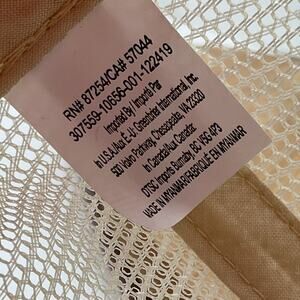 RN# 87254/CA# 57044
307559-10656-001-122419
Imported By / Importé Par
In U.S.A./Aux E.-U. Greenbrier International, Inc.
500 Volvo Parkway, Chesapeake, VA 23320
In Canada/Aux Canada:
DTSC Imports Burnaby, BC V5G 4P3
MADE IN MYANMAR/FABRIQUÉ EN MYANMAR